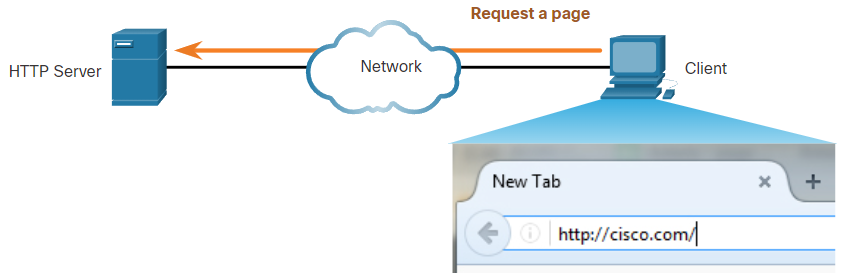 Request a page
HTTP Server
Network
Client
New Tab
http://cisco.com/